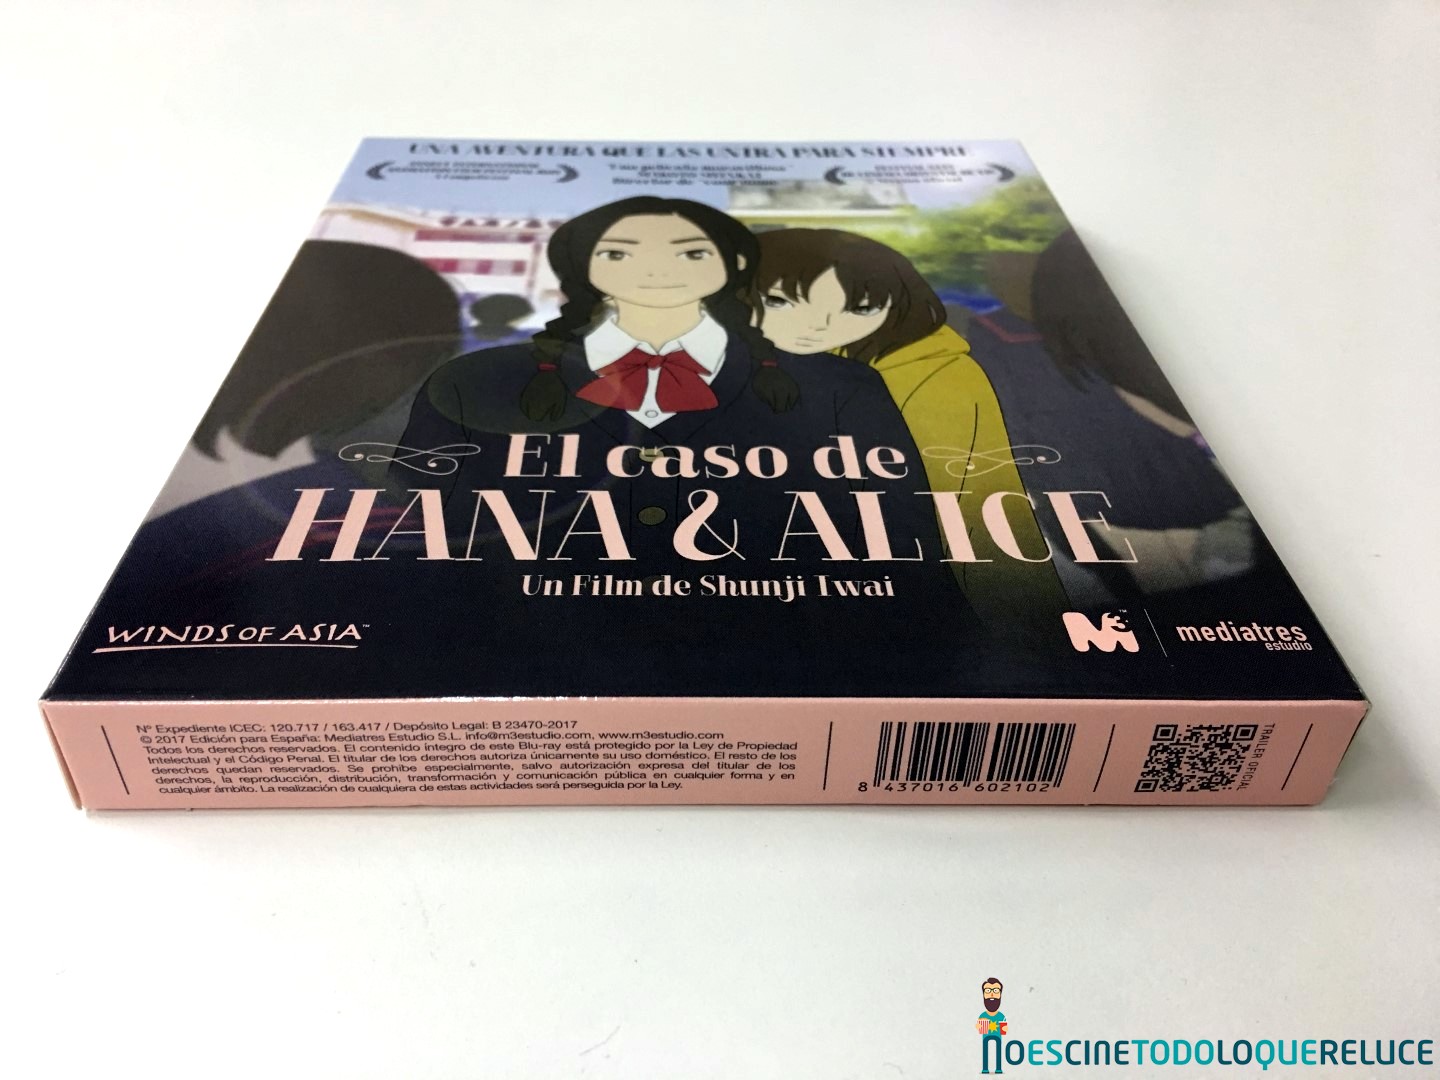 UNA AVENTURA QUE LAS UNIRÁ PARA SIEMPRE
"Una película maravillosa"
El caso de
HANA & ALICE
Un Film de Shunji Iwai
WINDS OF ASIA™
M3™
mediatres
estudio
Nº Expediente ICEC: 120.717 / 163.417 / Depósito Legal: B 23470-2017
© 2017 Edición para España: Mediatres Estudio S.L. info@m3estudio.com, www.m3estudio.com
Todos los derechos reservados. El contenido íntegro de este Blu-ray está protegido por la Ley de Propiedad
Intelectual y el Código Penal. El titular de los derechos autoriza únicamente su uso doméstico. El resto de los
derechos quedan reservados. Se prohíbe especialmente, salvo autorización expresa del titular de los
derechos, la reproducción, distribución, transformación y comunicación pública en cualquier forma y en
cualquier ámbito. La realización de cualquiera de estas actividades será perseguida por la Ley.
8 437016 602102
TRAILER OFICIAL
NOESCINETODOLOQUERELUCE